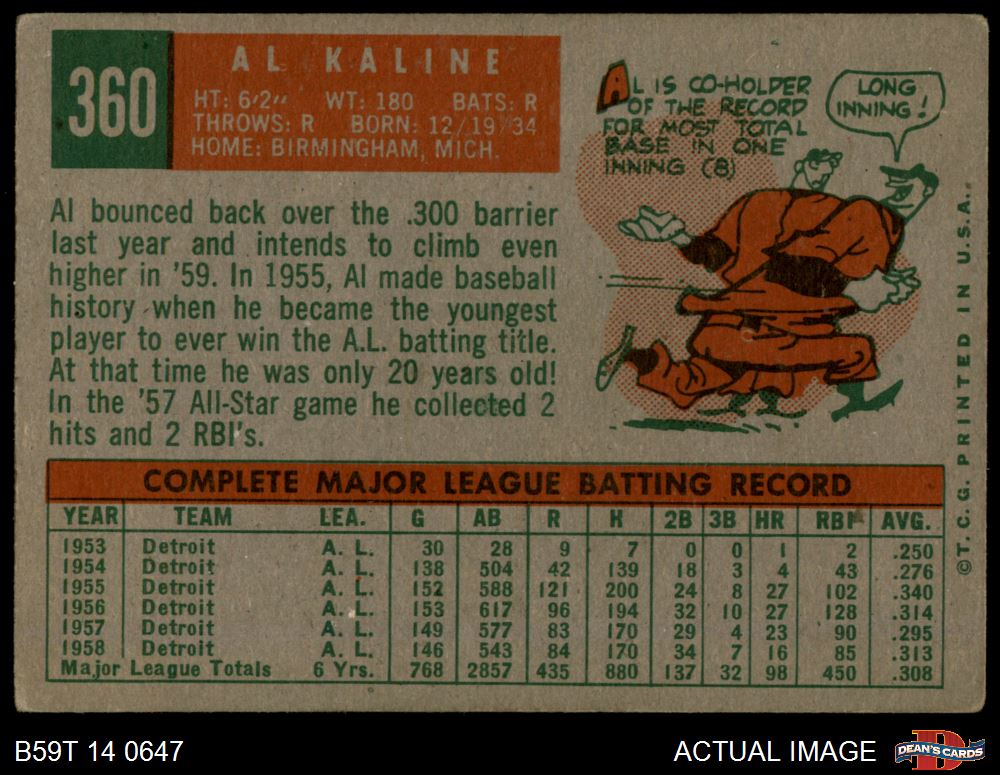 360
AL KALINE
HT: 6'2" WT: 180 BATS: R
THROWS: R BORN: 12/19/34
HOME: BIRMINGHAM, MICH.
AL IS CO-HOLDER
OF THE RECORD
FOR MOST TOTAL
BASE IN ONE
INNING (8)
LONG
INNING!
Al bounced back over the .300 barrier
last year and intends to climb even
higher in '59. In 1955, Al made baseball
history when he became the youngest
player to ever win the A.L. batting title.
At that time he was only 20 years old!
In the '57 All-Star game he collected 2
hits and 2 RBI's.
COMPLETE MAJOR LEAGUE BATTING RECORD
YEAR TEAM LEA. G AB R H 2B 3B HR RBI AVG.
1953 Detroit A. L. 30 28 9 7 0 0 1 2 .250
1954 Detroit A. L. 138 504 42 139 18 3 4 43 .276
1955 Detroit A. L. 152 588 121 200 24 8 27 102 .340
1956 Detroit A. L. 153 617 96 194 32 10 27 128 .314
1957 Detroit A. L. 149 577 83 170 29 4 23 90 .295
1958 Detroit A. L. 146 543 84 170 34 7 16 85 .313
Major League Totals 6 Yrs. 768 2857 435 880 137 32 98 450 .308
©T.C.G. PRINTED IN U.S.A.
B59T 14 0647
ACTUAL IMAGE
D
DEAN'S CARDS